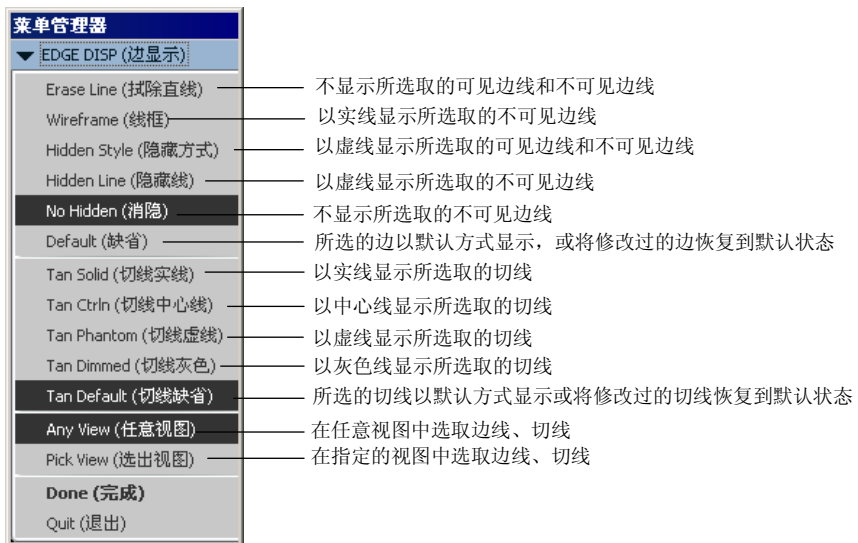 菜单管理器
EDGE DISP (边显示)
Erase Line (拭除直线) 不显示所选取的可见边线和不可见边线
Wireframe (线框) 以实线显示所选取的不可见边线
Hidden Style (隐藏方式) 以虚线显示所选取的可见边线和不可见边线
Hidden Line (隐藏线) 以虚线显示所选取的不可见边线
No Hidden (消隐) 不显示所选取的不可见边线
Default (缺省) 所选的边以默认方式显示，或将修改过的边恢复到默认状态
Tan Solid (切线实线) 以实线显示所选取的切线
Tan Ctrln (切线中心线) 以中心线显示所选取的切线
Tan Phantom (切线虚线) 以虚线显示所选取的切线
Tan Dimmed (切线灰色) 以灰色线显示所选取的切线
Tan Default (切线缺省) 所选的切线以默认方式显示或将修改过的切线恢复到默认状态
Any View (任意视图) 在任意视图中选取边线、切线
Pick View (选出视图) 在指定的视图中选取边线、切线
Done (完成)
Quit (退出)